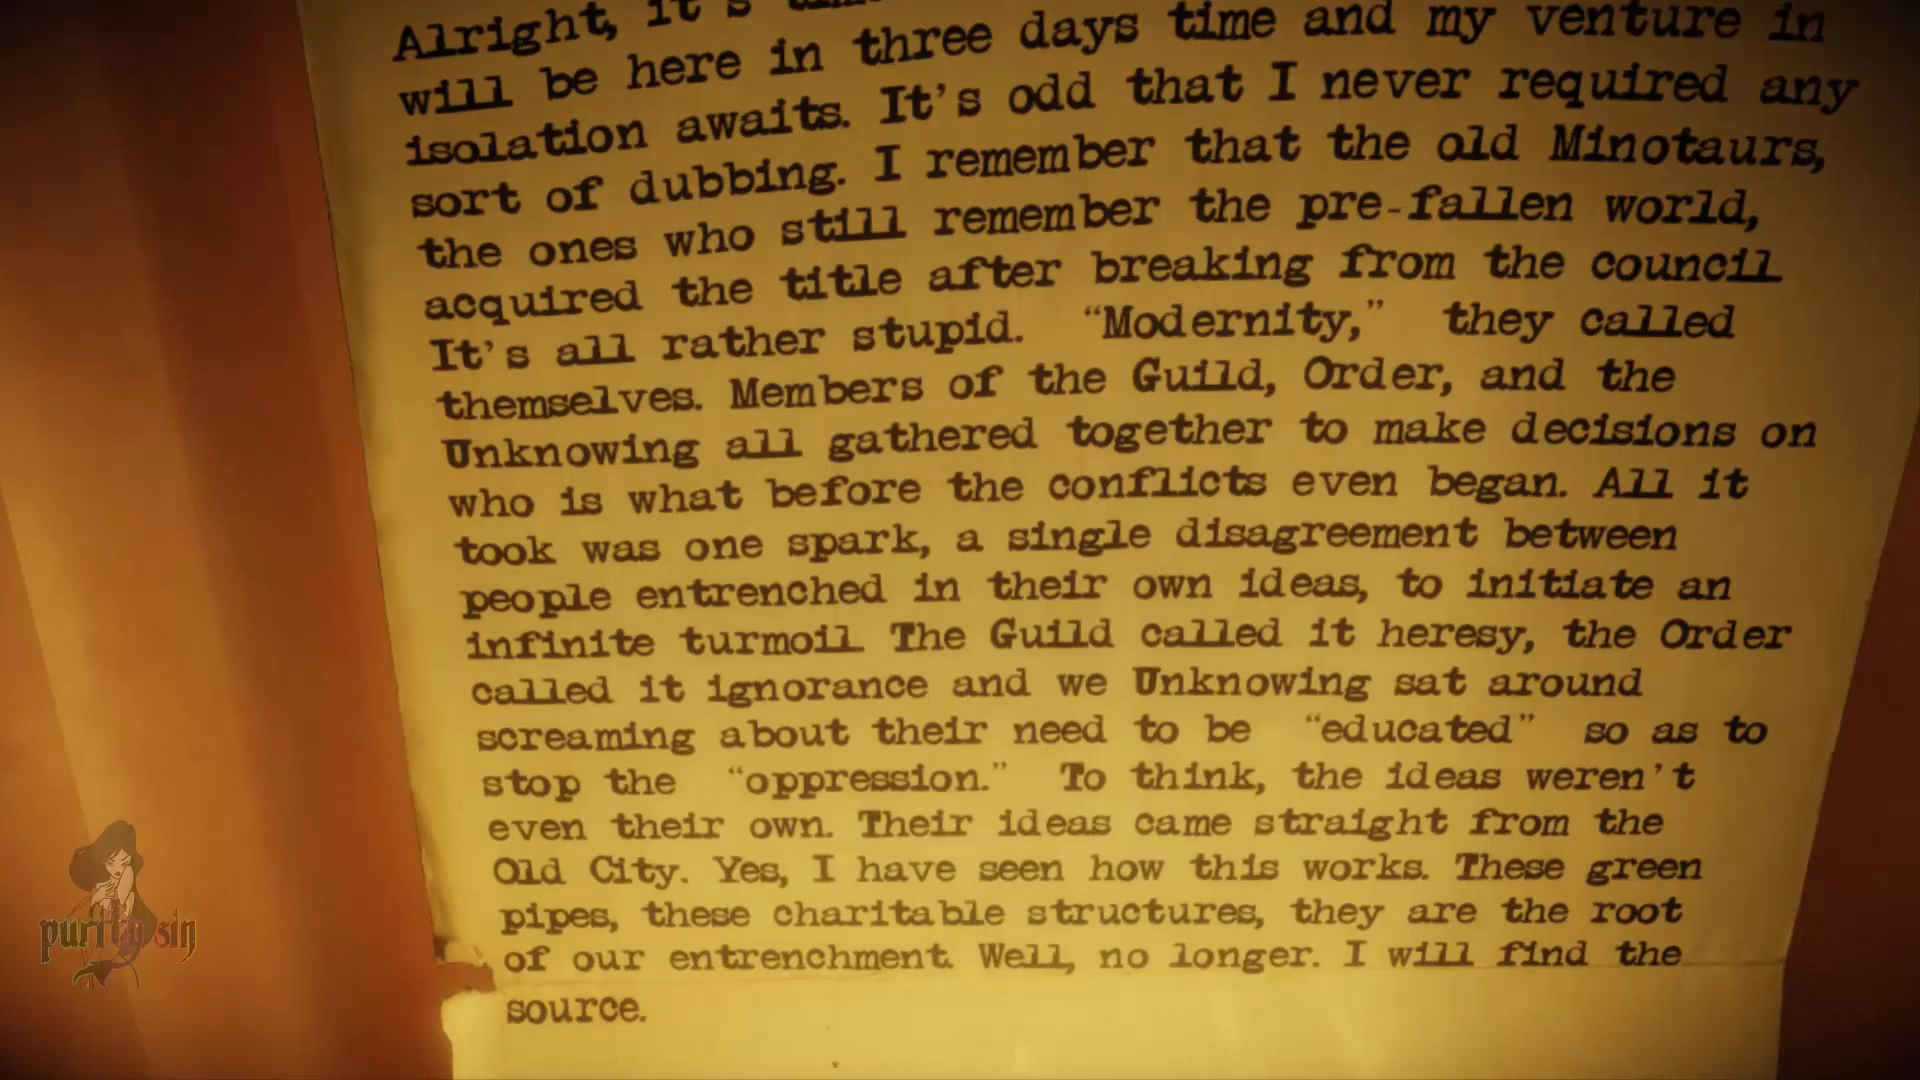 Alright, it's
will be here in three days time and my venture in
isolation awaits. It's odd that I never required any
sort of dubbing. I remember that the old Minotaurs,
the ones who still remember the pre-fallen world,
acquired the title after breaking from the council
It's all rather stupid. “Modernity,” they called
themselves. Members of the Guild, Order, and the
Unknowing all gathered together to make decisions on
who is what before the conflicts even began. All it
took was one spark, a single disagreement between
people entrenched in their own ideas, to initiate an
infinite turmoil The Guild called it heresy, the Order
called it ignorance and we Unknowing sat around
screaming about their need to be “educated” so as to
stop the “oppression.” To think, the ideas weren't
even their own. Their ideas came straight from the
Old City. Yes, I have seen how this works. These green
pipes, these charitable structures, they are the root
of our entrenchment. Well, no longer. I will find the
source.
purity sin